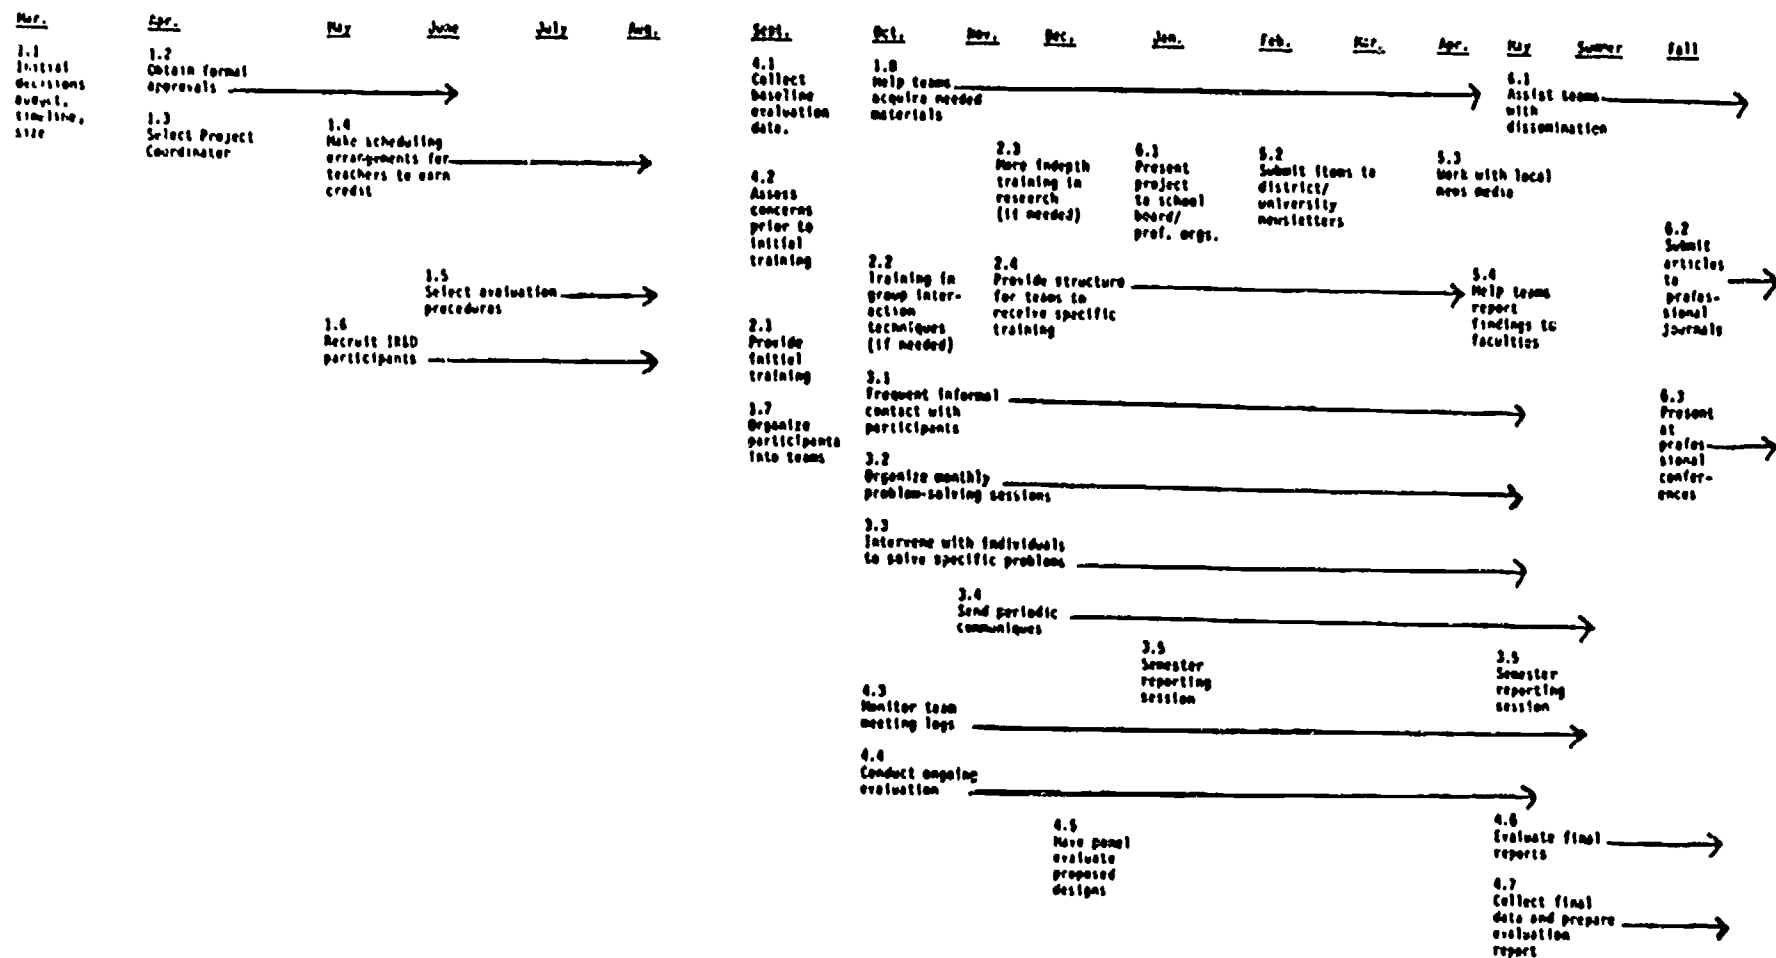 Mar.
Apr.
May
June
July
Aug.
Sept.
Oct.
Nov.
Dec.
Jan.
Feb.
Mar.
Apr.
May
Summer
Fall
1.1
Initial
decisions
budget,
timeline,
size
1.2
Obtain formal
approvals
1.3
Select Project
Coordinator
1.4
Make scheduling
arrangements for
teachers to earn
credit
1.5
Select evaluation
procedures
1.6
Recruit IR&D
participants
4.1
Collect
baseline
evaluation
data.
4.2
Assess
concerns
prior to
initial
training
2.1
Provide
initial
training
1.7
Organize
participants
into teams
1.8
Help teams
acquire needed
materials
2.3
More indepth
training in
research
(if needed)
6.1
Present
project
to school
board/
prof. orgs.
5.2
Submit items to
district/
university
newsletters
5.3
Work with local
news media
6.1
Assist teams
with
dissemination
2.2
Training in
group inter-
action
techniques
(if needed)
2.4
Provide structure
for teams to
receive specific
training
5.4
Help teams
report
findings to
faculties
6.2
Submit
articles
to
profes-
sional
journals
3.1
Frequent informal
contact with
participants
6.3
Present
at
profes
sional
confer-
ences
3.2
Organize monthly
problem-solving sessions
3.3
Intervene with individuals
to solve specific problems
3.4
Send periodic
communiques
3.5
Semester
reporting
session
3.5
Semester
reporting
session
4.3
Monitor team
meeting logs
4.4
Conduct ongoing
evaluation
4.5
Have panel
evaluate
proposed
designs
4.6
Evaluate final
reports
4.7
Collect final
data and prepare
evaluation
report